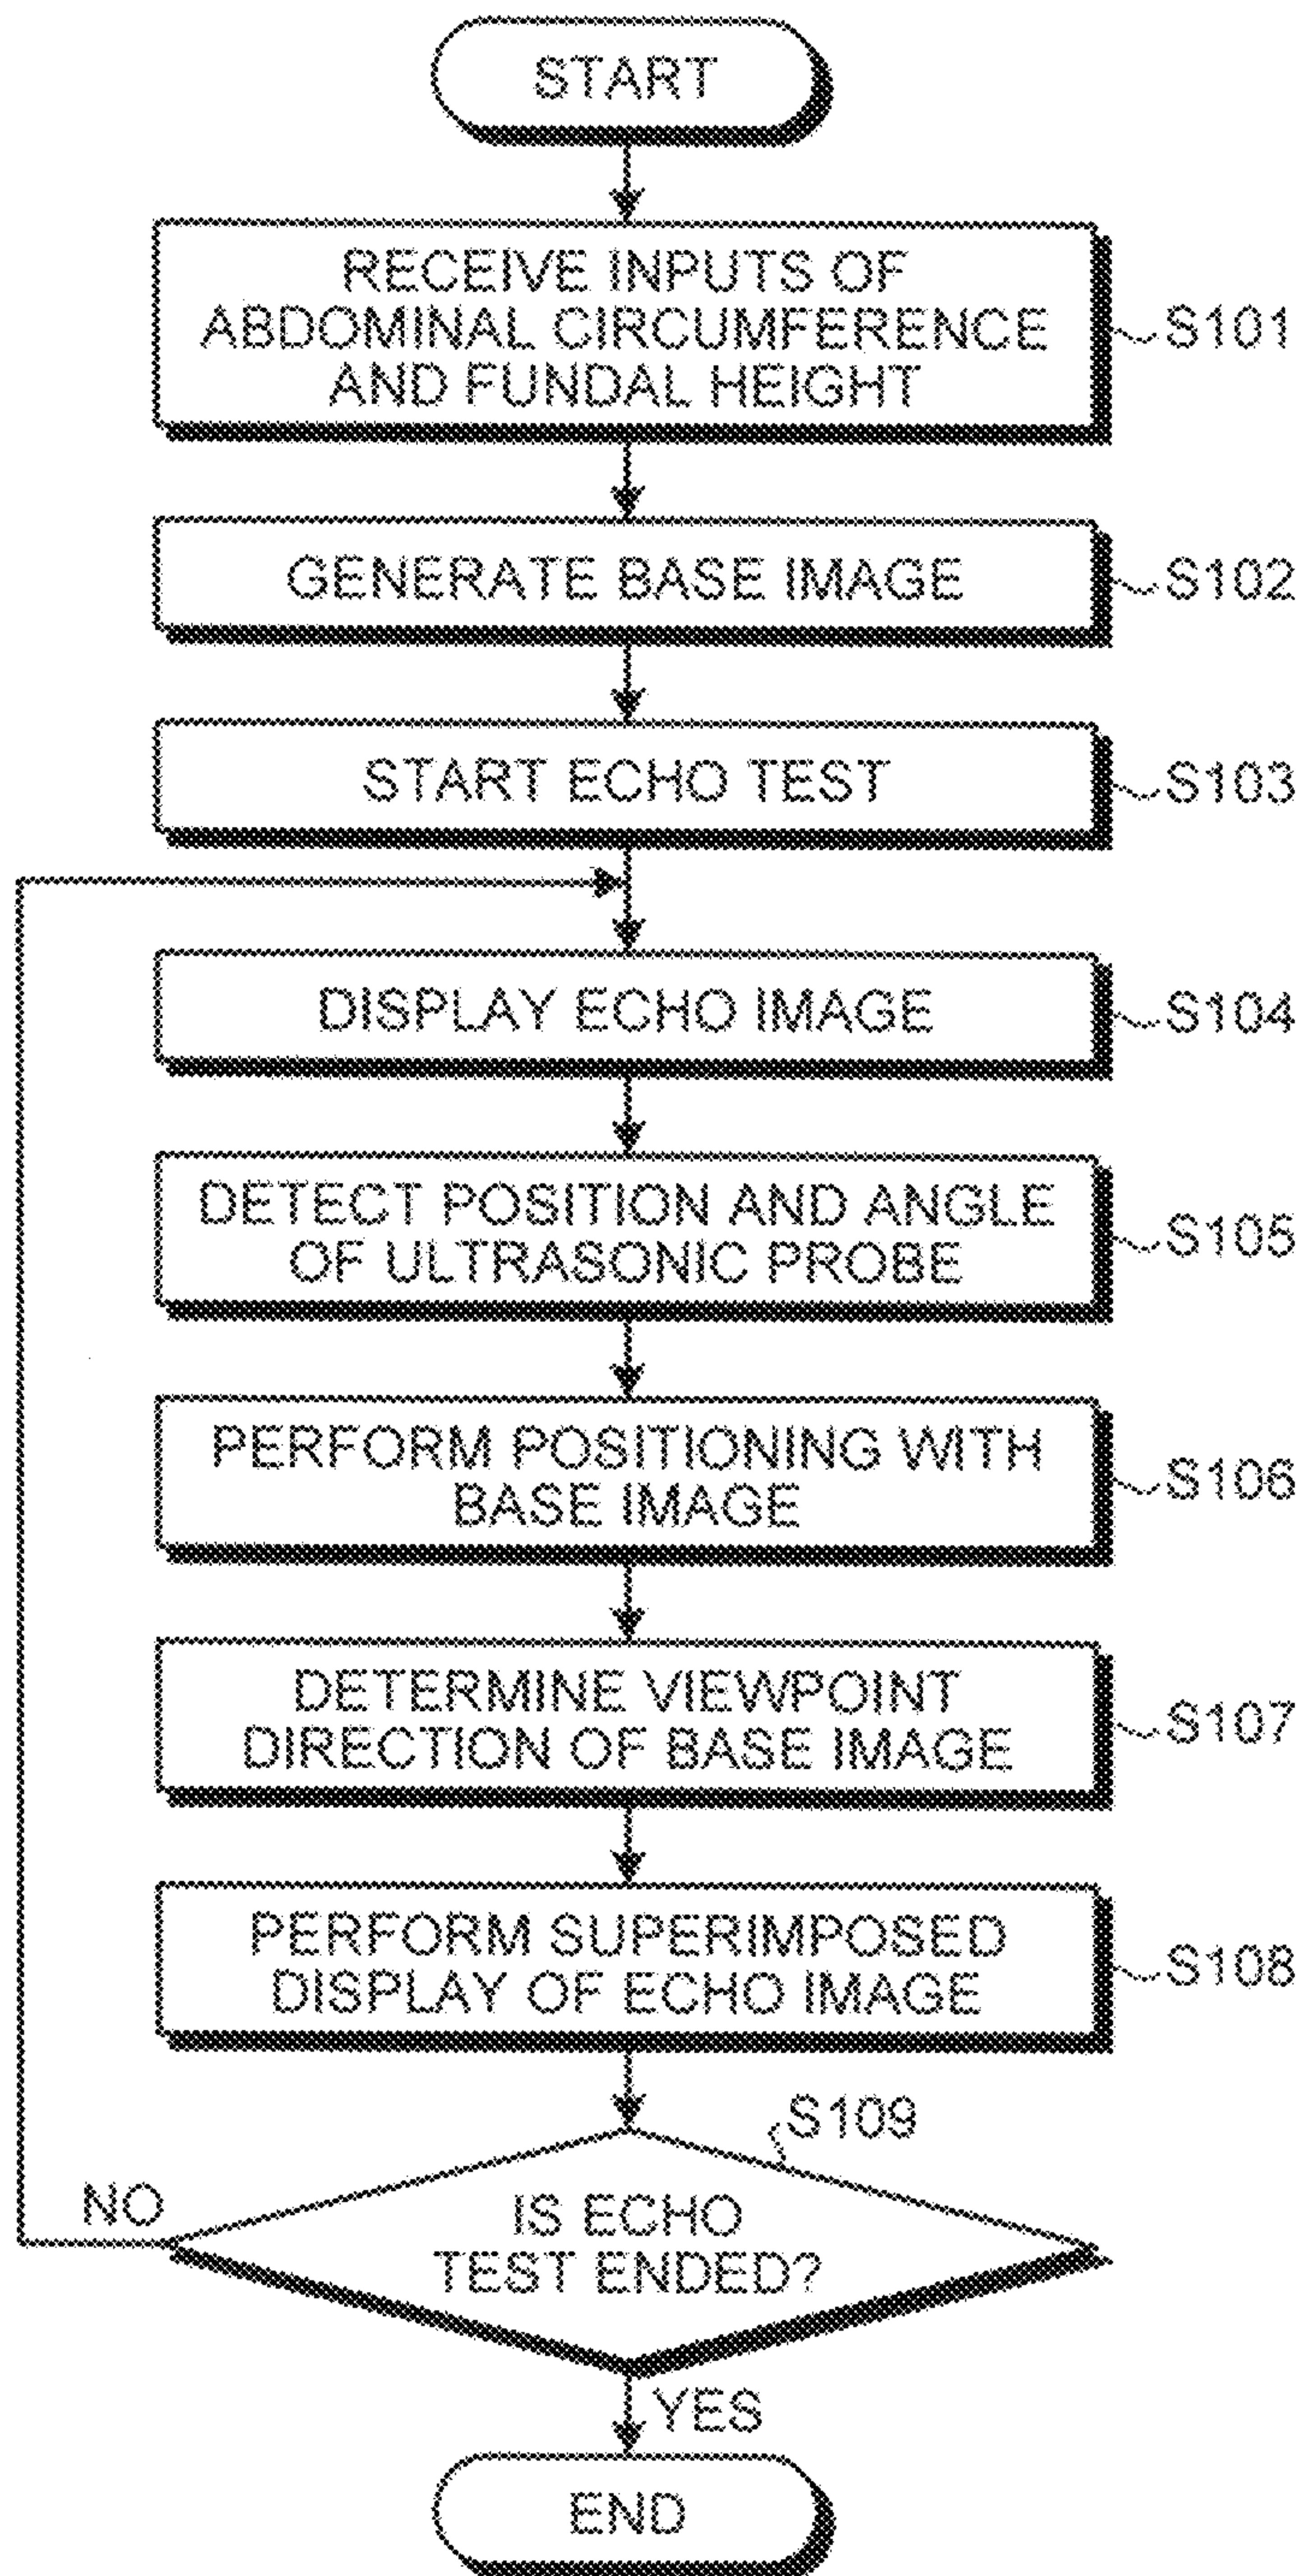 START
RECEIVE INPUTS OF
ABDOMINAL CIRCUMFERENCE
AND FUNDAL HEIGHT
S101
GENERATE BASE IMAGE
S102
START ECHO TEST
S103
DISPLAY ECHO IMAGE
S104
DETECT POSITION AND ANGLE
OF ULTRASONIC PROBE
S105
PERFORM POSITIONING WITH
BASE IMAGE
S106
DETERMINE VIEWPOINT
DIRECTION OF BASE IMAGE
S107
PERFORM SUPERIMPOSED
DISPLAY OF ECHO IMAGE
S108
S109
NO
IS ECHO
TEST ENDED?
YES
END